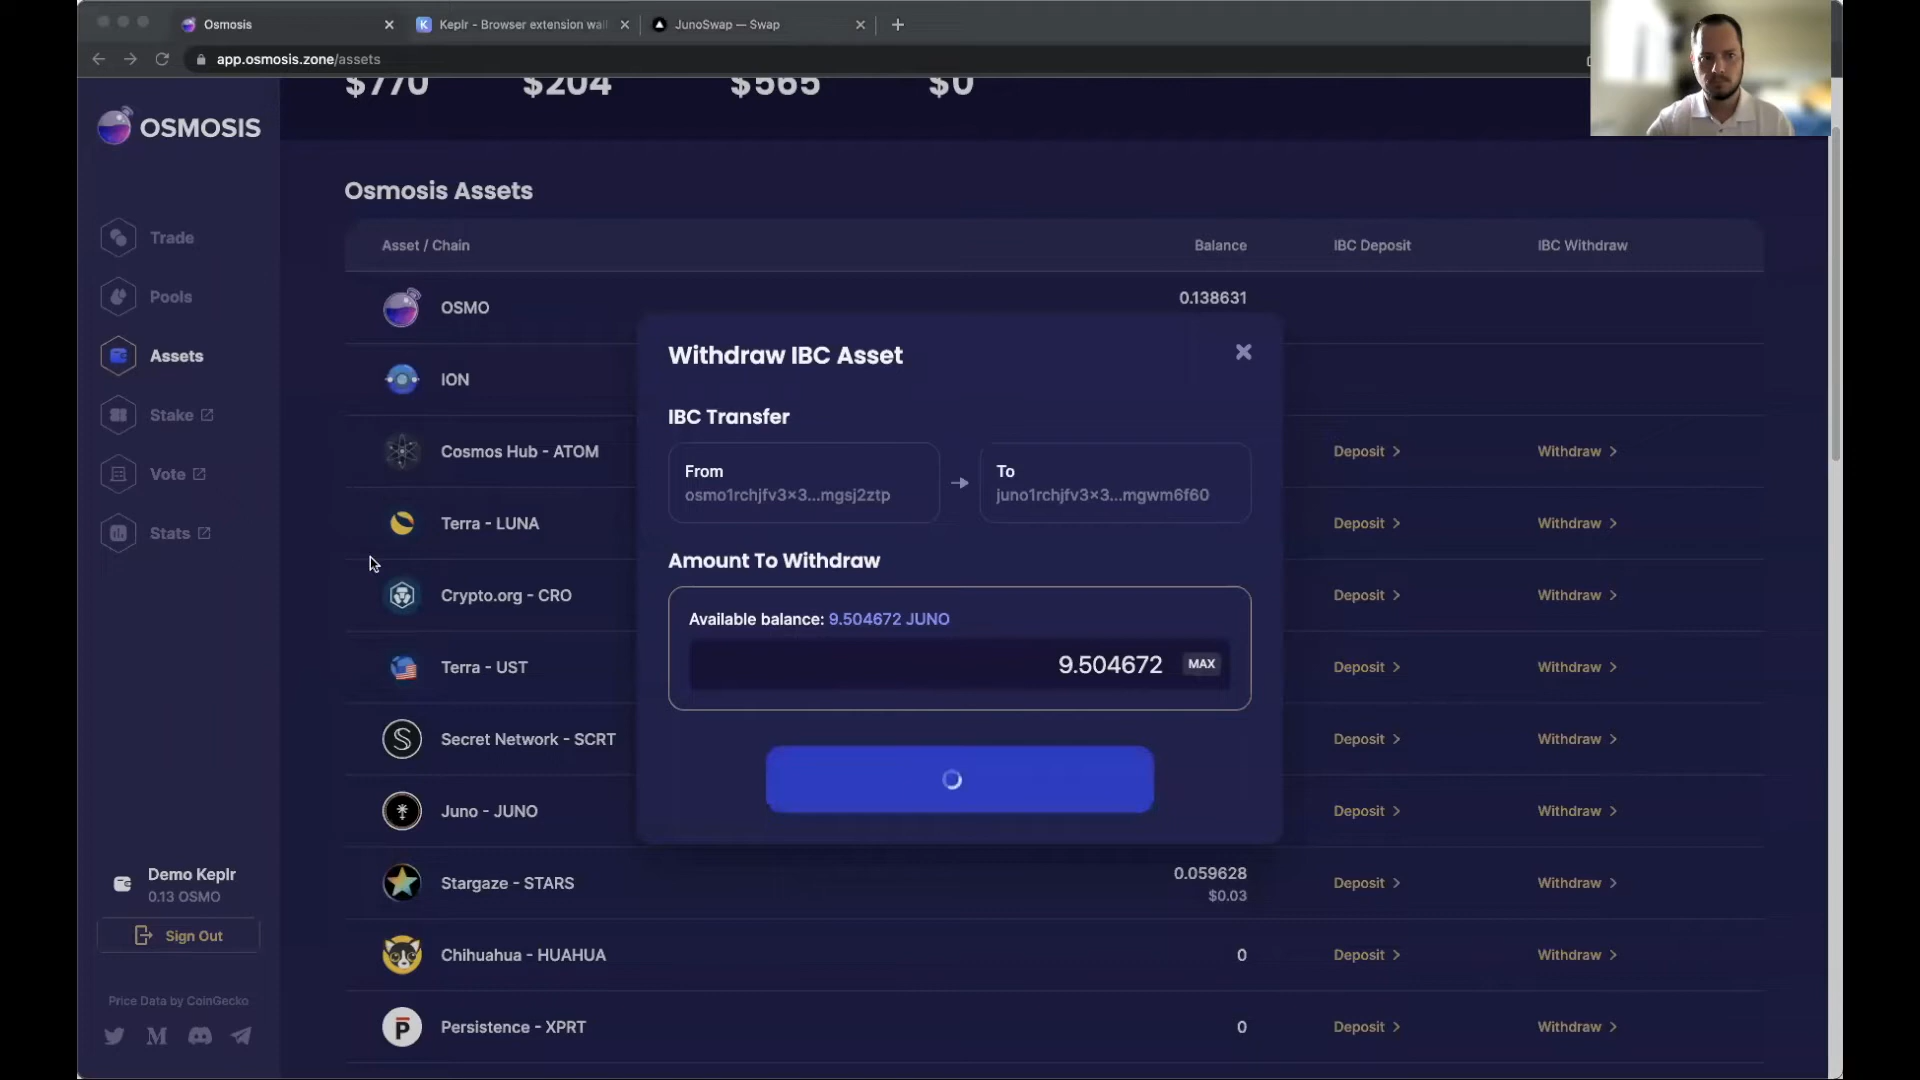 Osmosis
Keplr - Browser extension wal
JunoSwap — Swap
app.osmosis.zone/assets
$770
$204
$565
$0
OSMOSIS
Trade
Pools
Assets
Stake
Vote
Stats
Demo Keplr
0.13 OSMO
Sign Out
Price Data by CoinGecko
Osmosis Assets
Asset / Chain
Balance
IBC Deposit
IBC Withdraw
OSMO
0.138631
ION
Cosmos Hub - ATOM
Deposit >
Withdraw >
Terra - LUNA
Deposit >
Withdraw >
Crypto.org - CRO
Deposit >
Withdraw >
Terra - UST
Deposit >
Withdraw >
Secret Network - SCRT
Deposit >
Withdraw >
Juno - JUNO
Deposit >
Withdraw >
Stargaze - STARS
0.059628
$0.03
Deposit >
Withdraw >
Chihuahua - HUAHUA
0
Deposit >
Withdraw >
Persistence - XPRT
0
Deposit >
Withdraw >
Withdraw IBC Asset
IBC Transfer
From
osmo1rchjfv3x3...mgsj2ztp
To
juno1rchjfv3x3...mgwm6f60
Amount To Withdraw
Available balance: 9.504672 JUNO
9.504672
MAX